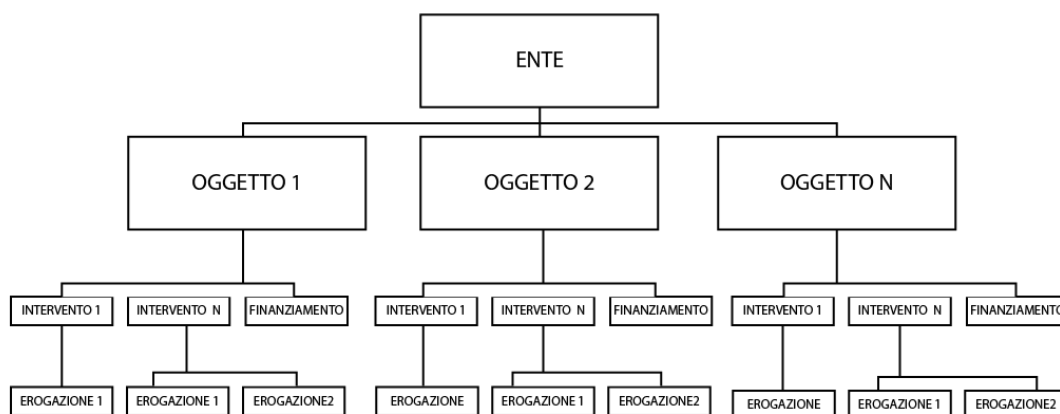 ENTE
OGGETTO 1
OGGETTO 2
OGGETTO N
INTERVENTO 1
INTERVENTO N
FINANZIAMENTO
INTERVENTO 1
INTERVENTO N
FINANZIAMENTO
INTERVENTO 1
INTERVENTO N
FINANZIAMENTO
EROGAZIONE 1
EROGAZIONE 1
EROGAZIONE2
EROGAZIONE
EROGAZIONE 1
EROGAZIONE2
EROGAZIONE
EROGAZIONE 1
EROGAZIONE2